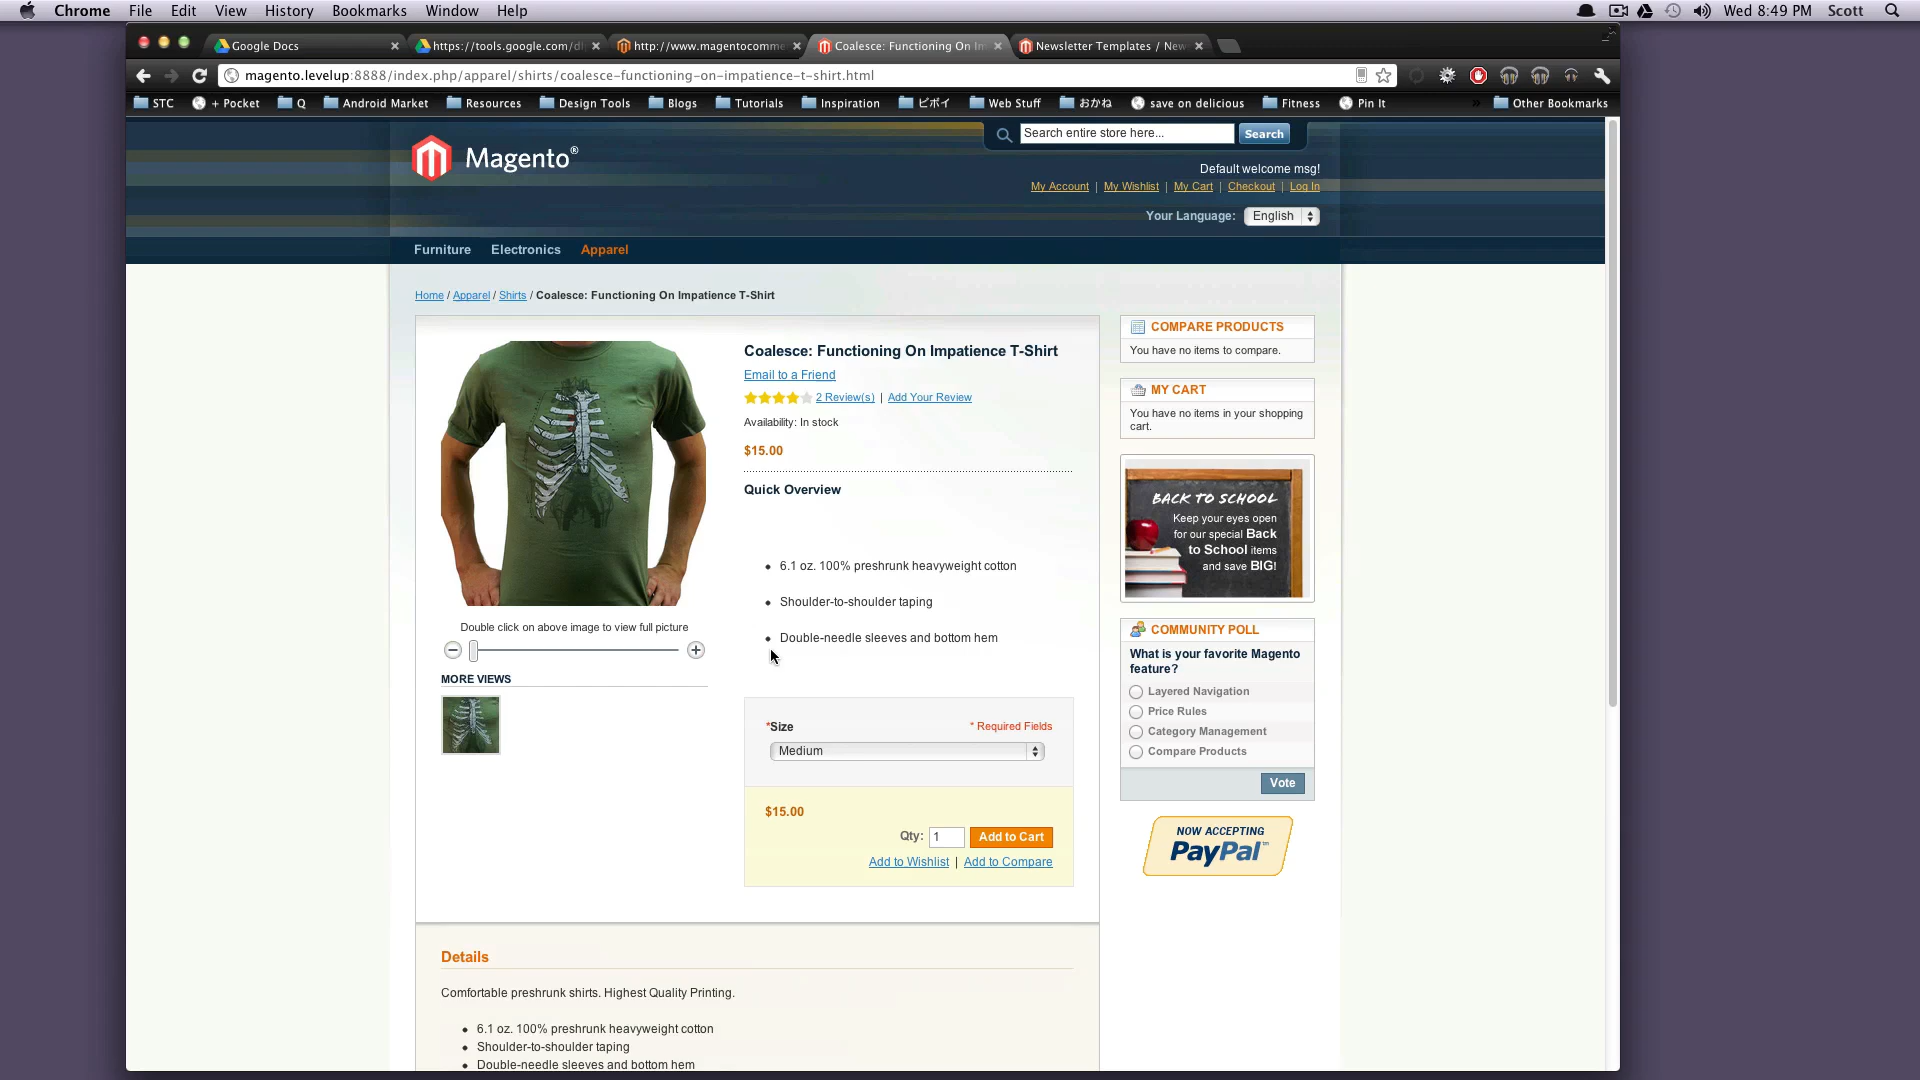 Chrome File Edit View History Bookmarks Window Help Wed 8:49 PM Scott
Google Docs https://tools.google.com/dl http://www.magentocomme Coalesce: Functioning On Im Newsletter Templates / New
magento.levelup:8888/index.php/apparel/shirts/coalesce-functioning-on-impatience-t-shirt.html
STC + Pocket Q Android Market Resources Design Tools Blogs Tutorials Inspiration ビボイ Web Stuff おかね save on delicious Fitness Pin It » Other Bookmarks
Magento®
Search entire store here... Search
Default welcome msg!
My Account | My Wishlist | My Cart | Checkout | Log In
Your Language: English
Furniture Electronics Apparel
Home / Apparel / Shirts / Coalesce: Functioning On Impatience T-Shirt
Coalesce: Functioning On Impatience T-Shirt
Email to a Friend
2 Review(s) | Add Your Review
Availability: In stock
$15.00
Quick Overview
6.1 oz. 100% preshrunk heavyweight cotton
Shoulder-to-shoulder taping
Double-needle sleeves and bottom hem
Double click on above image to view full picture
MORE VIEWS
*Size * Required Fields
Medium
$15.00
Qty: 1 Add to Cart
Add to Wishlist | Add to Compare
Details
Comfortable preshrunk shirts. Highest Quality Printing.
6.1 oz. 100% preshrunk heavyweight cotton
Shoulder-to-shoulder taping
Double-needle sleeves and bottom hem
COMPARE PRODUCTS
You have no items to compare.
MY CART
You have no items in your shopping
cart.
BACK TO SCHOOL
Keep your eyes open
for our special Back
to School items
and save BIG!
COMMUNITY POLL
What is your favorite Magento
feature?
Layered Navigation
Price Rules
Category Management
Compare Products
Vote
NOW ACCEPTING
PayPal™